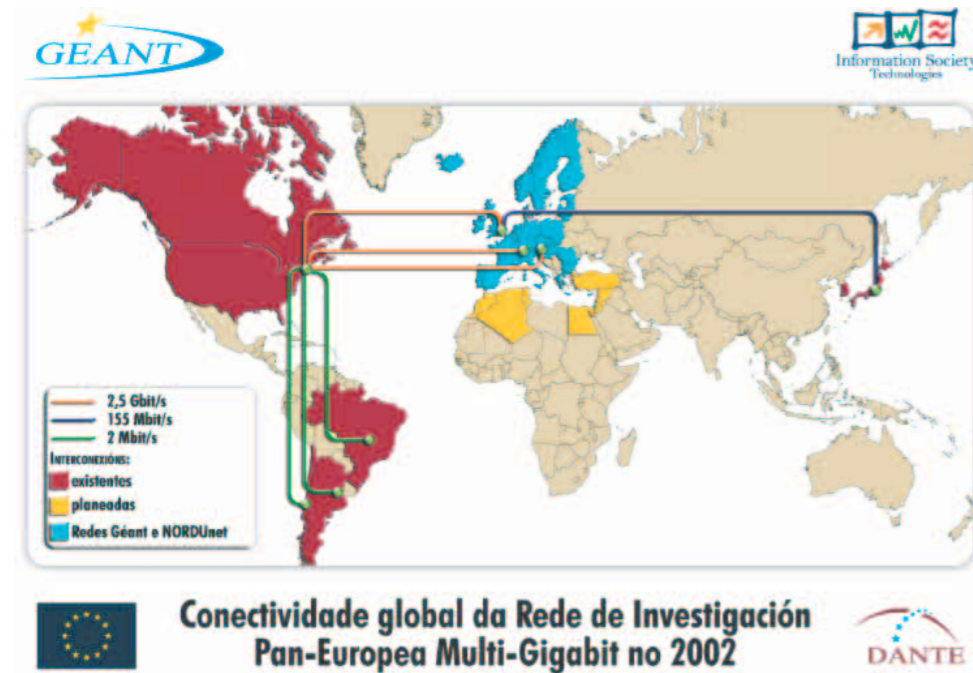 GEANT
Information Society
Technologies
2,5 Gbit/s
155 Mbit/s
2 Mbit/s
INTERCONEXIÓNS:
existentes
planeadas
Redes Géant e NORDUnet
Conectividade global da Rede de Investigación
Pan-Europea Multi-Gigabit no 2002
DANTE